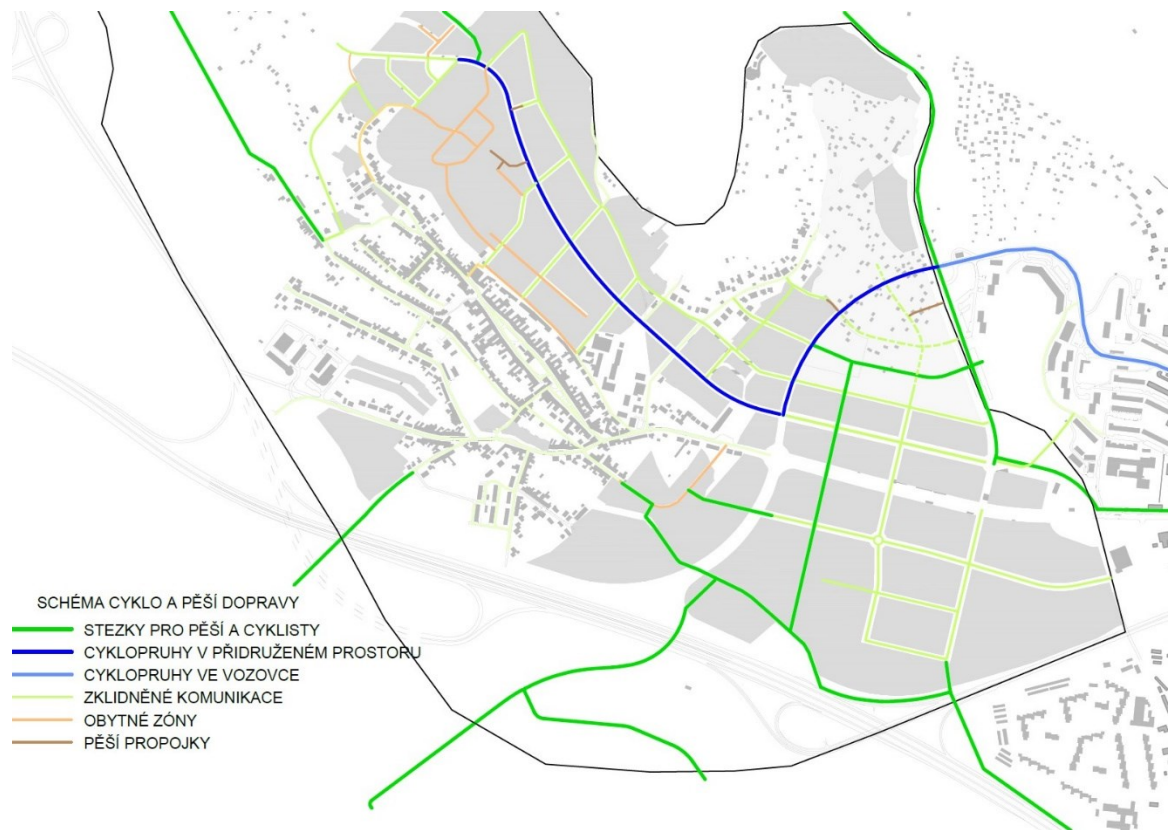 SCHÉMA CYKLO A PĚŠÍ DOPRAVY
STEZKY PRO PĚŠÍ A CYKLISTY
CYKLOPRUHY V PŘIDRUŽENÉM PROSTORU
CYKLOPRUHY VE VOZOVCE
ZKLIDNĚNÉ KOMUNIKACE
OBYTNÉ ZÓNY
PĚŠÍ PROPOJKY